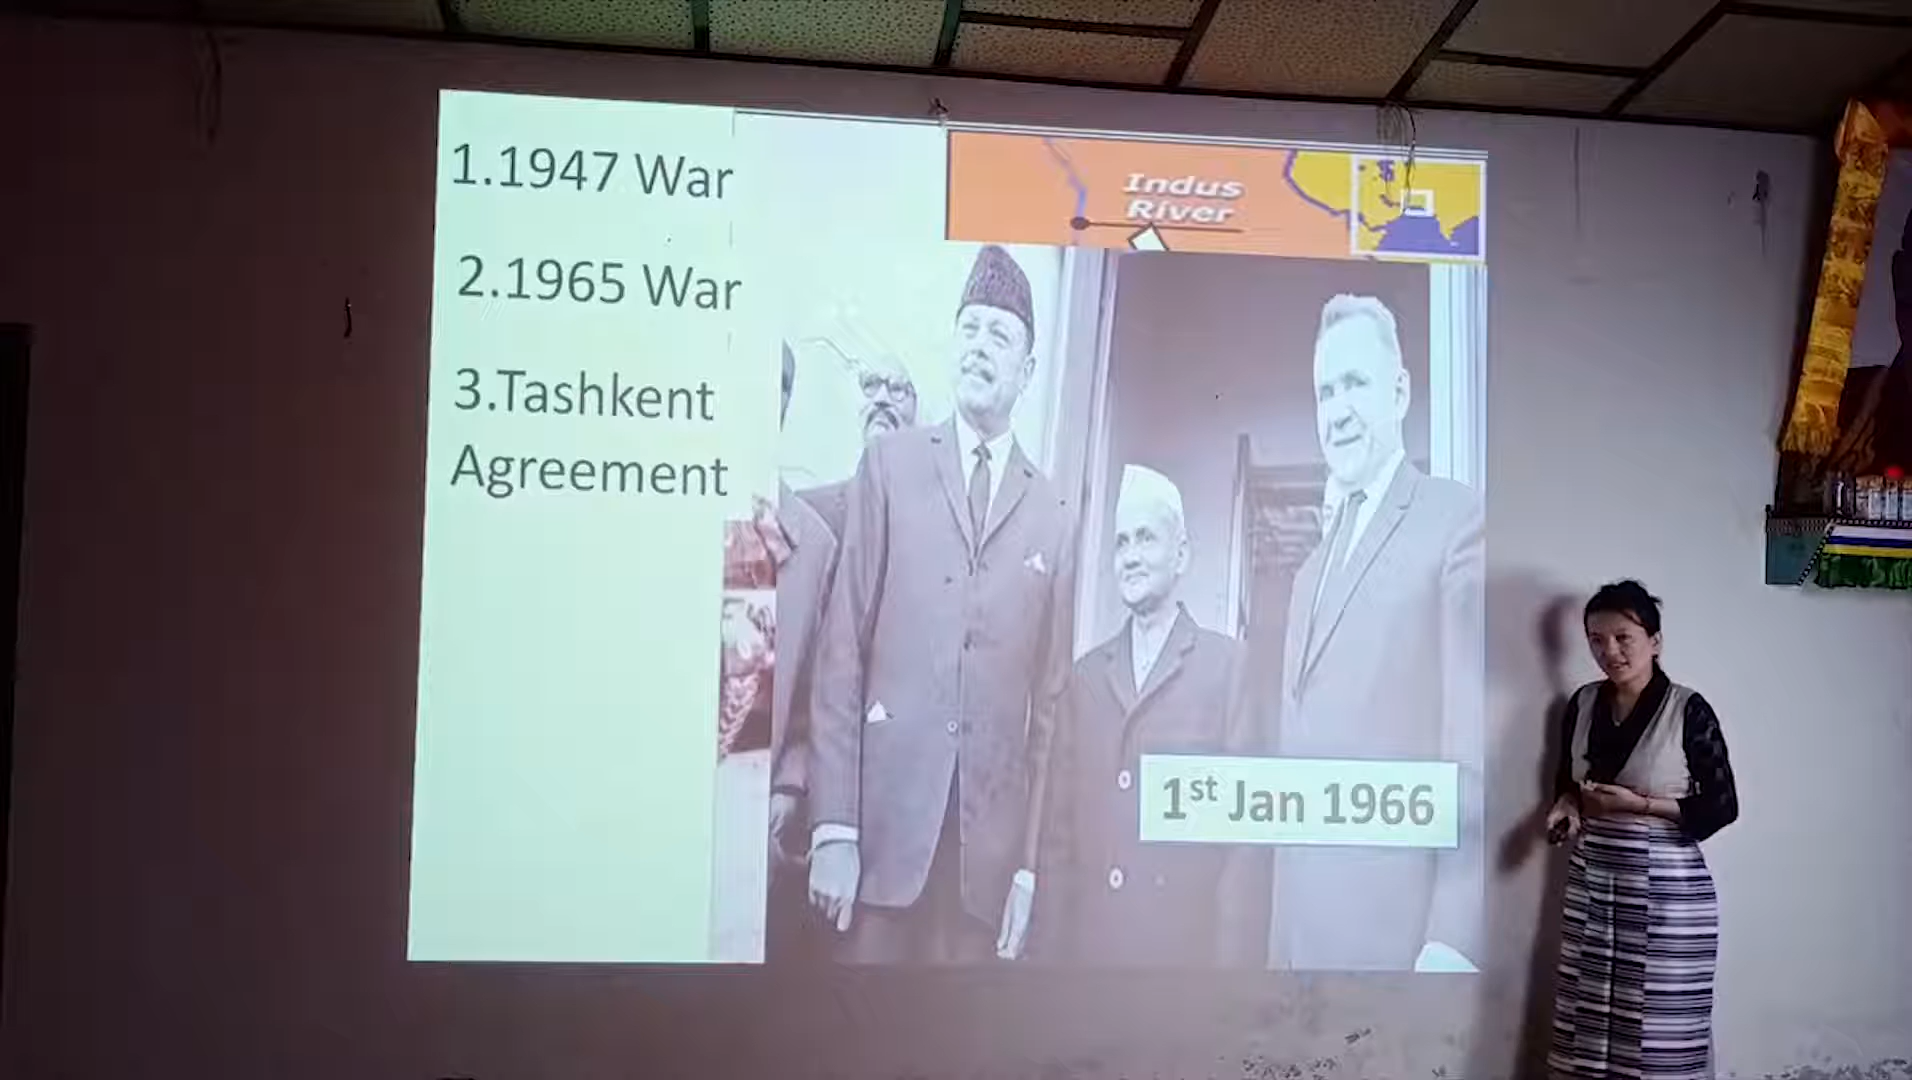 1.1947 War
2.1965 War
3.Tashkent
Agreement
Indus
River
1st Jan 1966